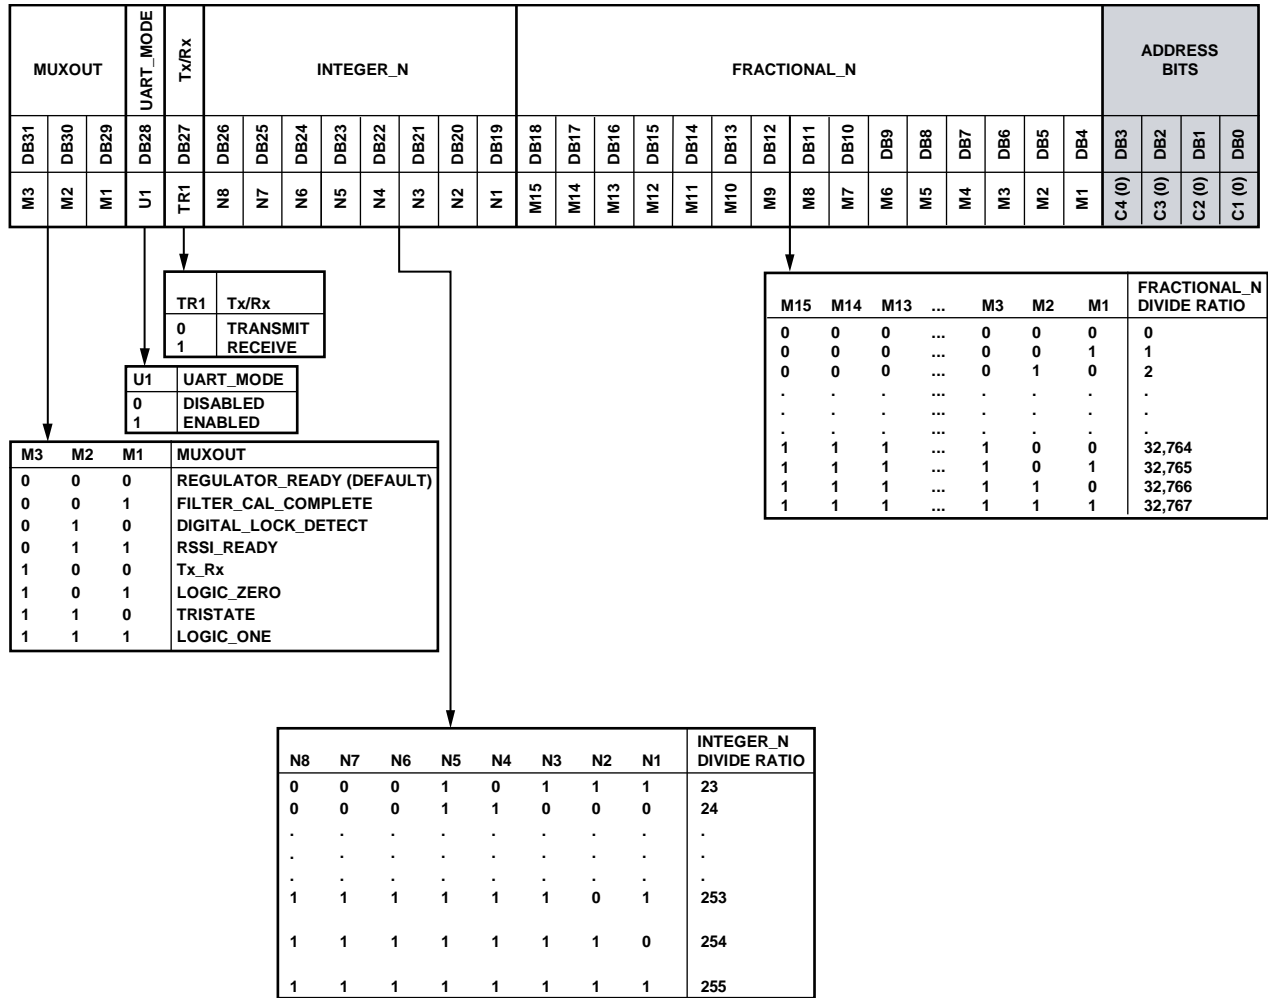 MUXOUT UART_MODE Tx/Rx INTEGER_N FRACTIONAL_N ADDRESS
BITS
DB31 DB30 DB29 DB28 DB27 DB26 DB25 DB24 DB23 DB22 DB21 DB20 DB19 DB18 DB17 DB16 DB15 DB14 DB13 DB12 DB11 DB10 DB9 DB8 DB7 DB6 DB5 DB4 DB3 DB2 DB1 DB0
M3 M2 M1 U1 TR1 N8 N7 N6 N5 N4 N3 N2 N1 M15 M14 M13 M12 M11 M10 M9 M8 M7 M6 M5 M4 M3 M2 M1 C4 (0) C3 (0) C2 (0) C1 (0)
TR1 Tx/Rx
0 TRANSMIT
1 RECEIVE
U1 UART_MODE
0 DISABLED
1 ENABLED
M3 M2 M1 MUXOUT
0 0 0 REGULATOR_READY (DEFAULT)
0 0 1 FILTER_CAL_COMPLETE
0 1 0 DIGITAL_LOCK_DETECT
0 1 1 RSSI_READY
1 0 0 Tx_Rx
1 0 1 LOGIC_ZERO
1 1 0 TRISTATE
1 1 1 LOGIC_ONE
FRACTIONAL_N
M15 M14 M13 ... M3 M2 M1 DIVIDE RATIO
0 0 0 ... 0 0 0 0
0 0 0 ... 0 0 1 1
0 0 0 ... 0 1 0 2
. . . ... . . . .
. . . ... . . . .
. . . ... . . . .
1 1 1 ... 1 0 0 32,764
1 1 1 ... 1 0 1 32,765
1 1 1 ... 1 1 0 32,766
1 1 1 ... 1 1 1 32,767
INTEGER_N
N8 N7 N6 N5 N4 N3 N2 N1 DIVIDE RATIO
0 0 0 1 0 1 1 1 23
0 0 0 1 1 0 0 0 24
. . . . . . . . .
. . . . . . . . .
. . . . . . . . .
1 1 1 1 1 1 0 1 253
1 1 1 1 1 1 1 0 254
1 1 1 1 1 1 1 1 255